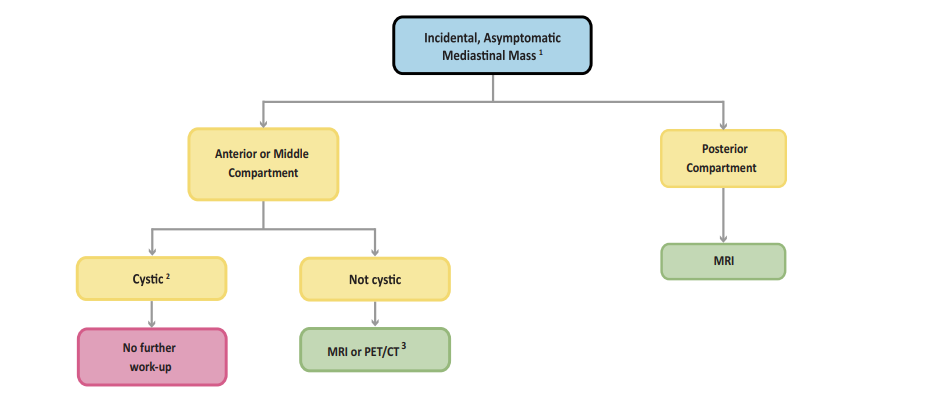 Incidental, Asymptomatic
Mediastinal Mass 1
Anterior or Middle
Compartment
Posterior
Compartment
MRI
Cystic 2
Not cystic
No further
work-up
MRI or PET/CT 3